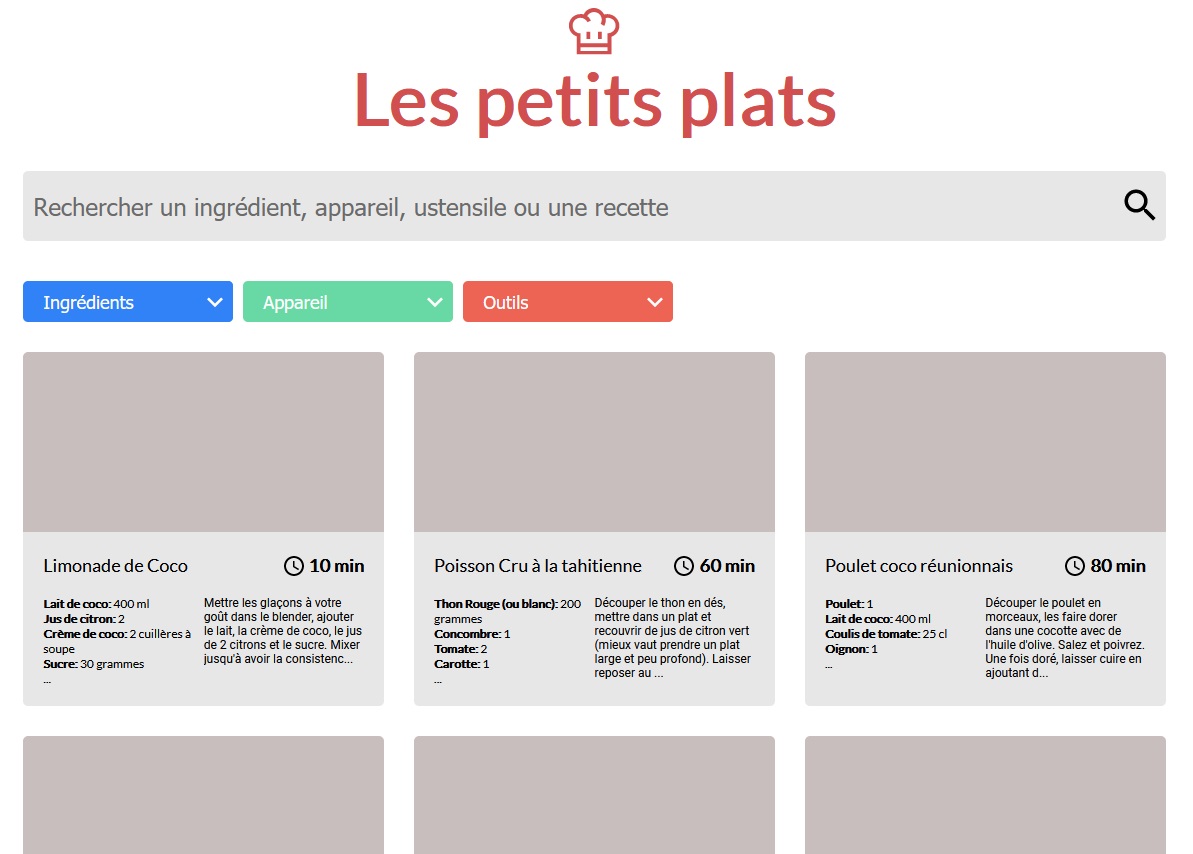 Les petits plats
Rechercher un ingrédient, appareil, ustensile ou une recette
Ingrédients
Appareil
Outils
Limonade de Coco
10 min
Lait de coco: 400 ml
Jus de citron: 2
Crème de coco: 2 cuillères à
soupe
Sucre: 30 grammes
...
Mettre les glaçons à votre
goût dans le blender, ajouter
le lait, la crème de coco, le jus
de 2 citrons et le sucre. Mixer
jusqu'à avoir la consistenc...
Poisson Cru à la tahitienne
60 min
Thon Rouge (ou blanc): 200
grammes
Concombre: 1
Tomate: 2
Carotte: 1
...
Découper le thon en dés,
mettre dans un plat et
recouvrir de jus de citron vert
(mieux vaut prendre un plat
large et peu profond). Laisser
reposer au ...
Poulet coco réunionnais
80 min
Poulet: 1
Lait de coco: 400 ml
Coulis de tomate: 25 cl
Oignon: 1
...
Découper le poulet en
morceaux, les faire dorer
dans une cocotte avec de
l'huile d'olive. Salez et poivrez.
Une fois doré, laisser cuire en
ajoutant d...